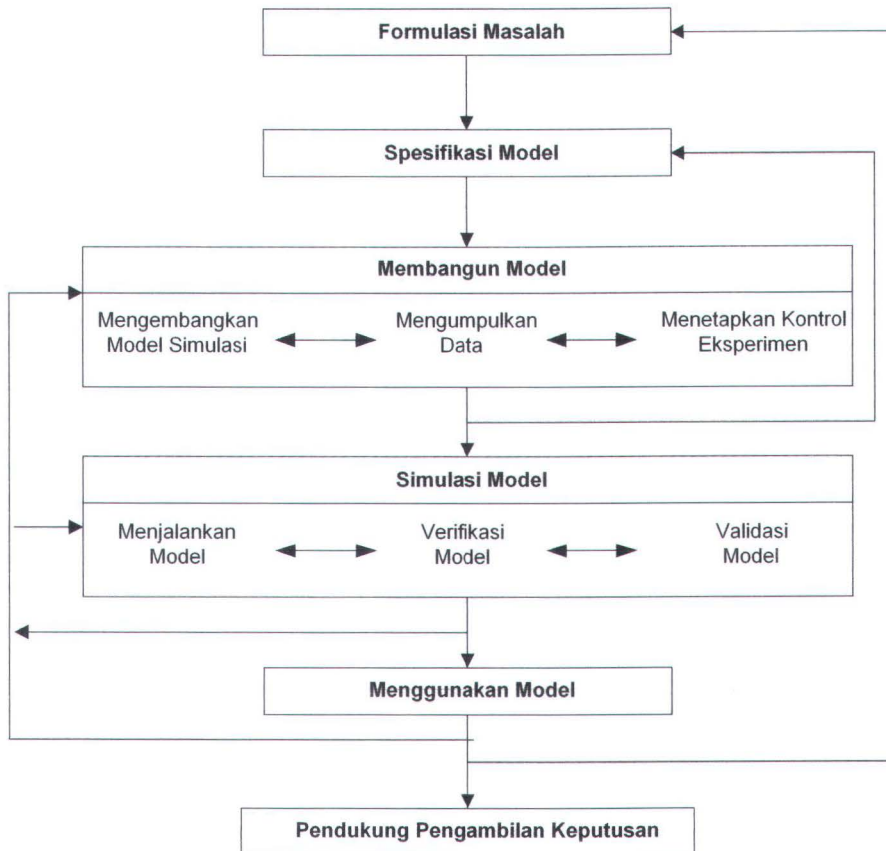 Formulasi Masalah
Spesifikasi Model
Membangun Model
Mengembangkan
Model Simulasi
Mengumpulkan
Data
Menetapkan Kontrol
Eksperimen
Simulasi Model
Menjalankan
Model
Verifikasi
Model
Validasi
Model
Menggunakan Model
Pendukung Pengambilan Keputusan